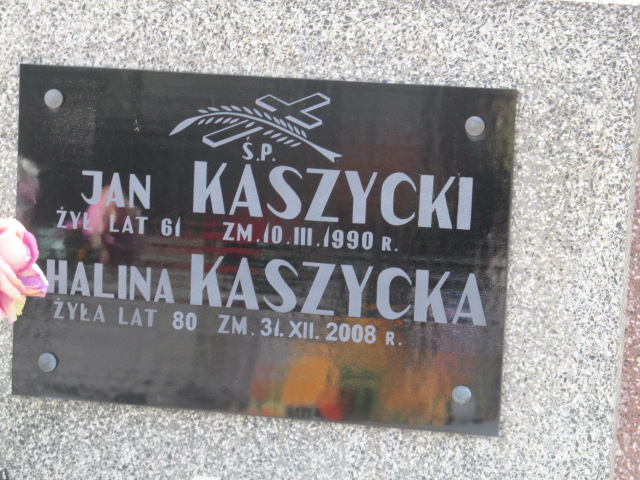 Ś.P.
JAN KASZYCKI
ŻYŁ LAT 61 ZM. 10.III.1990 R.
HALINA KASZYCKA
ŻYŁA LAT 80 ZM. 31.XII.2008 R.